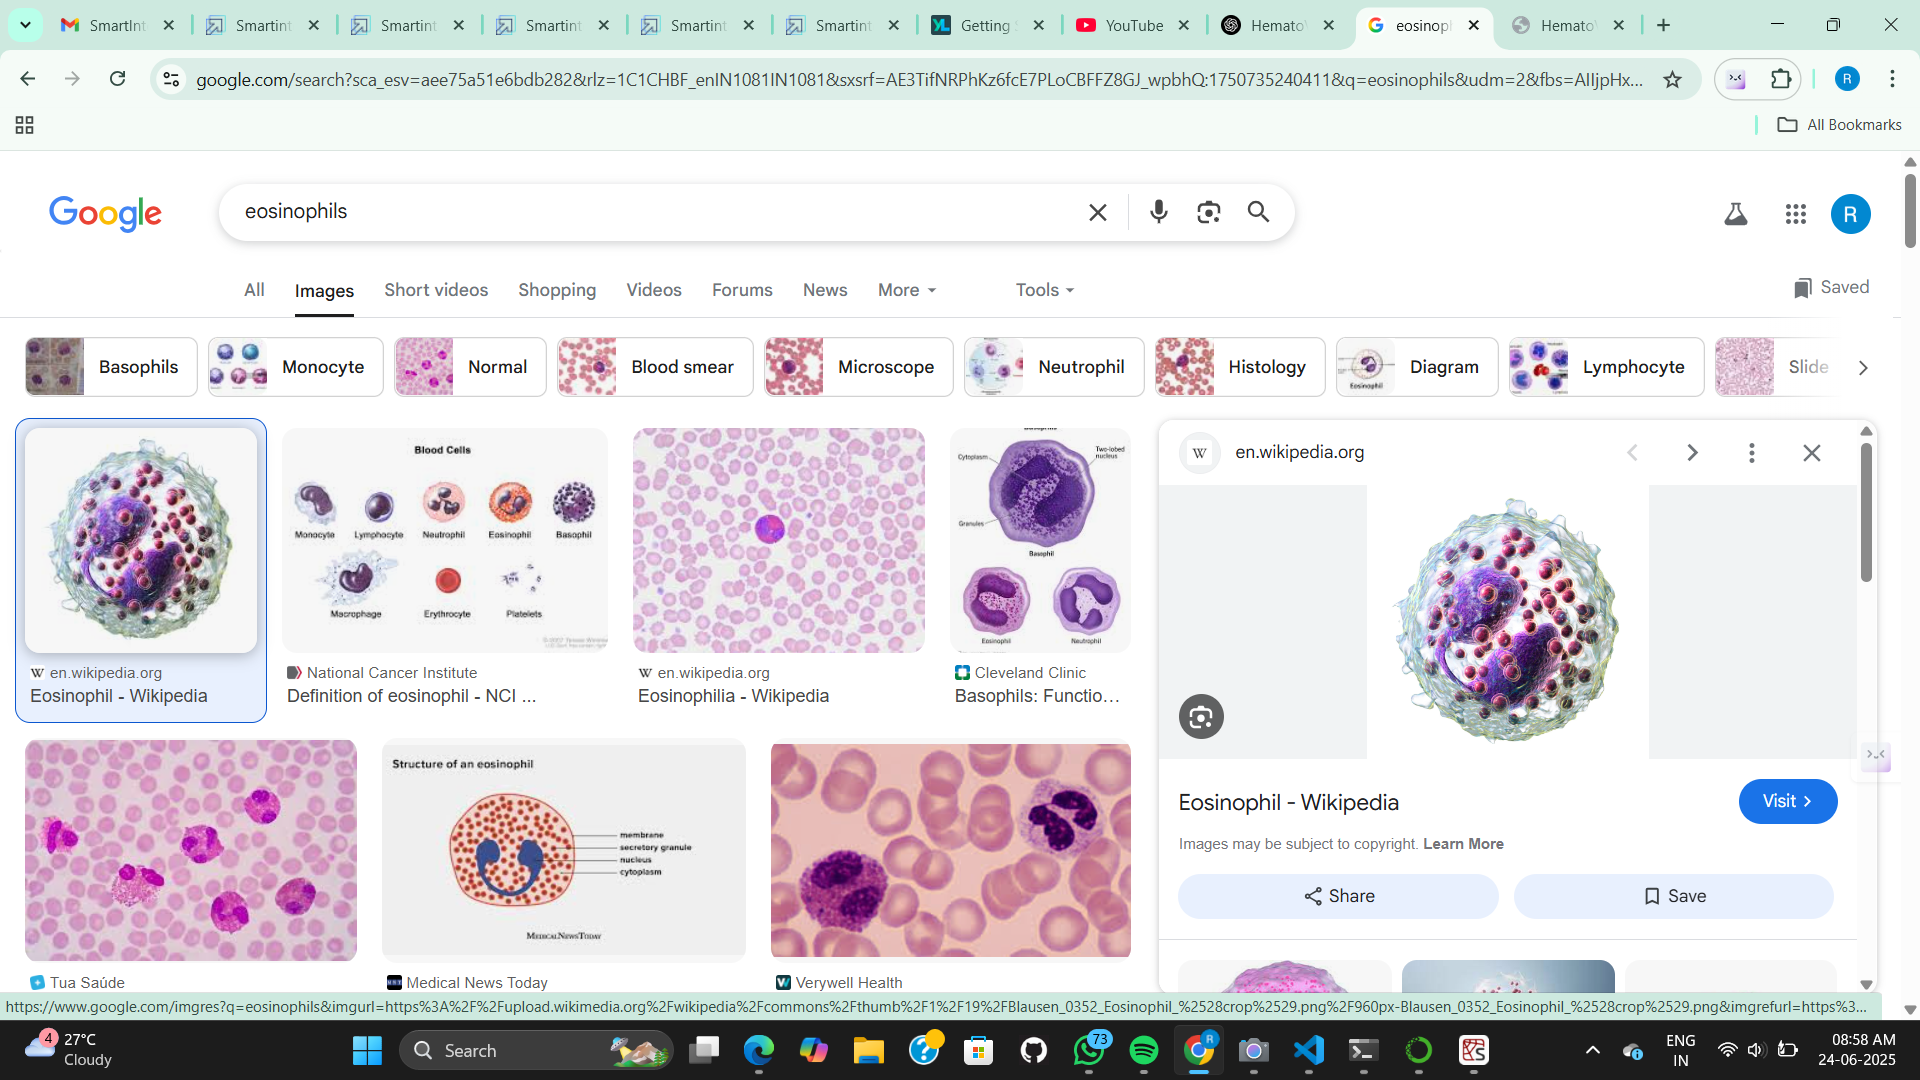 SmartInt
Smartint
Smartint
Smartint
Smartint
Smartint
Getting S
YouTube
HematoV
eosinoph
HematoV
google.com/search?sca_esv=aee75a51e6bdb282&rlz=1C1CHBF_enIN1081IN1081&sxsrf=AE3TifNRPhKz6fcE7PLoCBFFZ8GJ_wpbhQ:1750735240411&q=eosinophils&udm=2&fbs=AIIjpHx...
R
All Bookmarks
Google
eosinophils
R
All
Images
Short videos
Shopping
Videos
Forums
News
More
Tools
Saved
Basophils
Monocyte
Normal
Blood smear
Microscope
Neutrophil
Histology
Eosinophil
Diagram
Lymphocyte
Slide
Blood Cells
Monocyte Lymphocyte Neutrophil Eosinophil Basophil
Macrophage Erythrocyte Platelets
Cytoplasm
Two-lobed
nucleus
Granules
Basophil
Eosinophil
Neutrophil
W en.wikipedia.org
Eosinophil - Wikipedia
National Cancer Institute
Definition of eosinophil - NCI ...
W en.wikipedia.org
Eosinophilia - Wikipedia
Cleveland Clinic
Basophils: Functio...
W en.wikipedia.org
Eosinophil - Wikipedia
Visit
Images may be subject to copyright. Learn More
Share
Save
Structure of an eosinophil
membrane
secretory granule
nucleus
cytoplasm
MEDICALNEWSTODAY
Tua Saúde
MNT Medical News Today
Verywell Health
https://www.google.com/imgres?q=eosinophils&imgurl=https%3A%2F%2Fupload.wikimedia.org%2Fwikipedia%2Fcommons%2Fthumb%2F1%2F19%2FBlausen_0352_Eosinophil_%2528crop%2529.png%2F960px-Blausen_0352_Eosinophil_%2528crop%2529.png&imgrefurl=https%3...
4
27°C
Cloudy
Search
73
R
ENG
IN
08:58 AM
24-06-2025